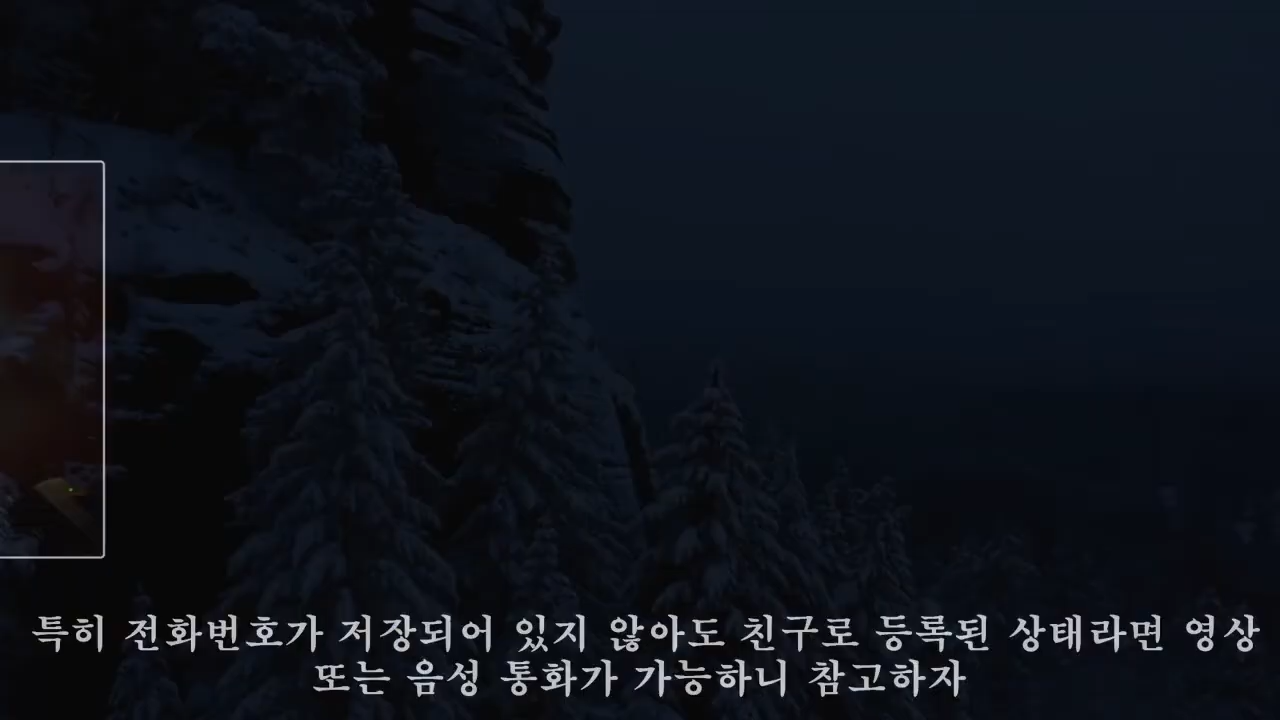 특히 전화번호가 저장되어 있지 않아도 친구로 등록된 상태라면 영상
또는 음성 통화가 가능하니 참고하자